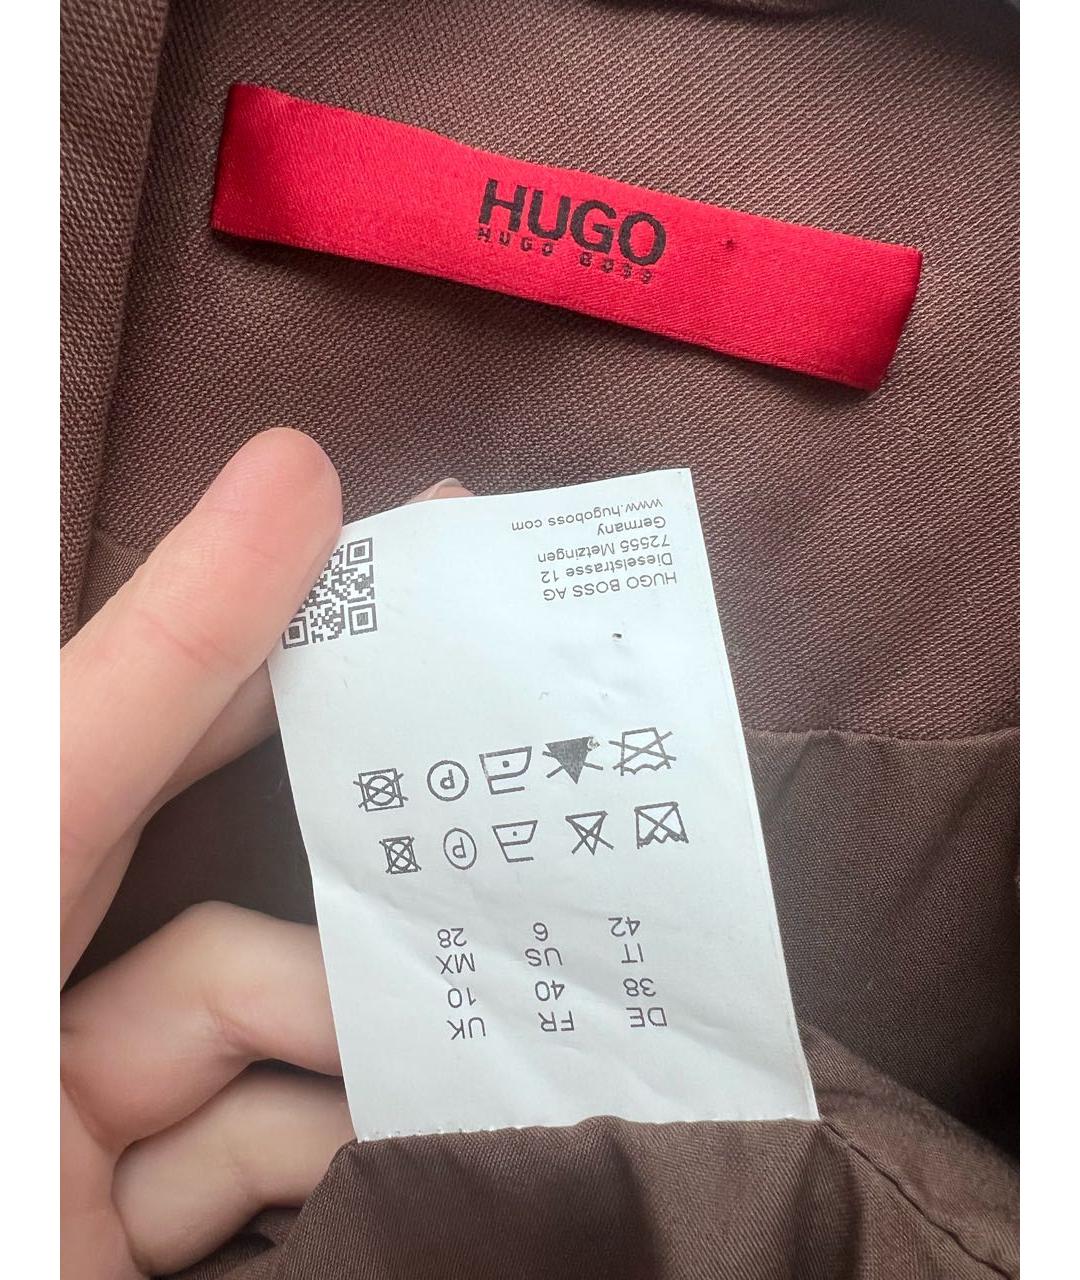 HUGO
HUGO BOSS
DE FR UK
38 40 10
IT US MX
42 6 28
HUGO BOSS AG
Dieselstrasse 12
72555 Metzingen
Germany
www.hugoboss.com